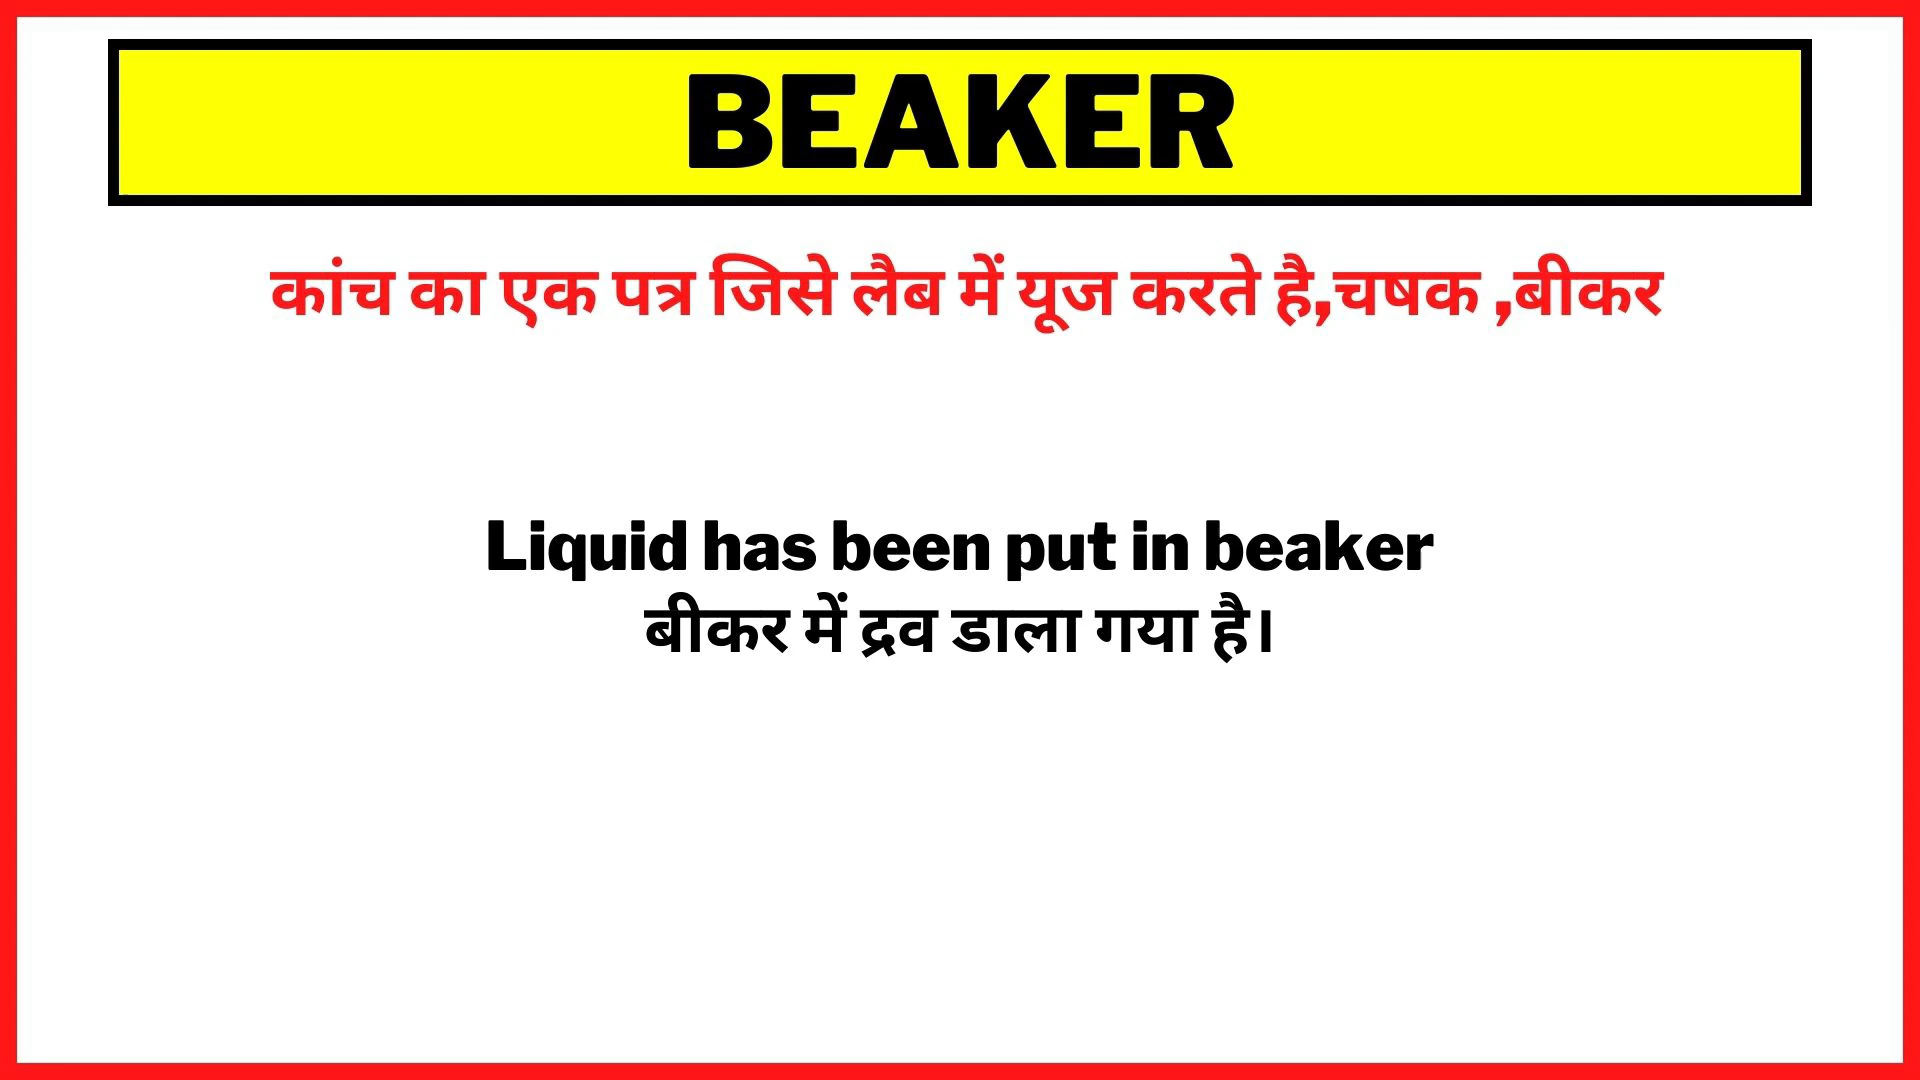 BEAKER
कांच का एक पत्र जिसे लैब में यूज करते है,चषक ,बीकर
Liquid has been put in beaker
बीकर में द्रव डाला गया है।